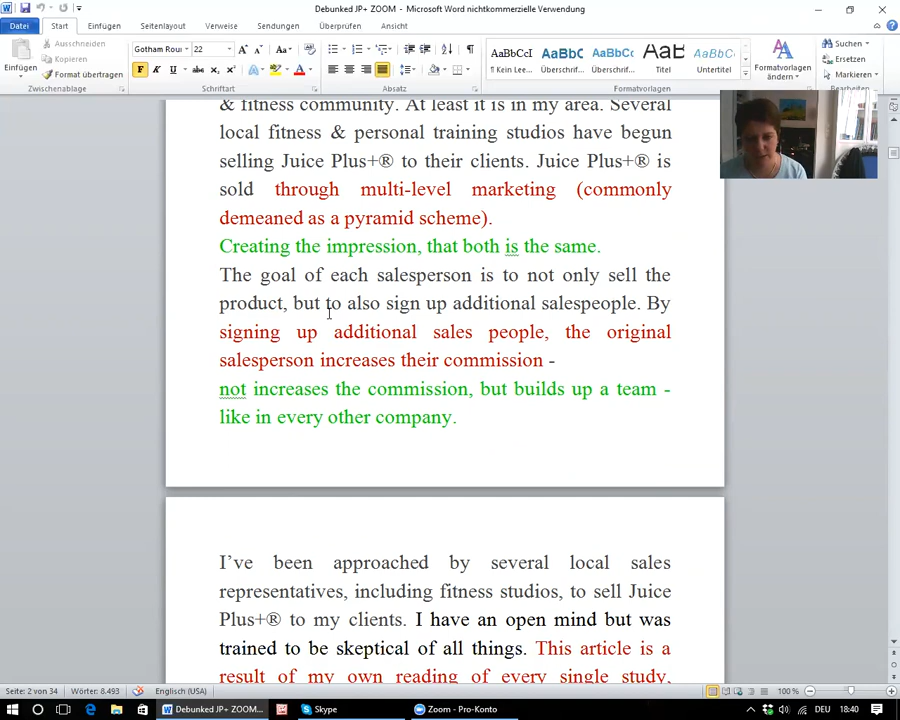 Debunked JP+ ZOOM - Microsoft Word nichtkommerzielle Verwendung
Datei Start Einfügen Seitenlayout Verweise Sendungen Überprüfen Ansicht
Einfügen
Ausschneiden
Kopieren
Format übertragen
Zwischenablage
Gotham Roun 22
F K U abc x₂ x²
Schriftart
Absatz
AaBbCcI AaBbC AaBbCc AaB AaBbCc.
¶ Kein Lee... Überschrif... Überschrif... Titel Untertitel
Formatvorlagen ändern
Formatvorlagen
Suchen
Ersetzen
Markieren
& fitness community. At least it is in my area. Several
local fitness & personal training studios have begun
selling Juice Plus+® to their clients. Juice Plus+® is
sold through multi-level marketing (commonly
demeaned as a pyramid scheme).
Creating the impression, that both is the same.
The goal of each salesperson is to not only sell the
product, but to also sign up additional salespeople. By
signing up additional sales people, the original
salesperson increases their commission -
not increases the commission, but builds up a team -
like in every other company.
I’ve been approached by several local sales
representatives, including fitness studios, to sell Juice
Plus+® to my clients. I have an open mind but was
trained to be skeptical of all things. This article is a
result of my own reading of every single study,
Seite: 2 von 34 Wörter: 8.493 Englisch (USA) 100 %
Debunked JP+ ZOOM... Skype Zoom - Pro-Konto DEU 18:40